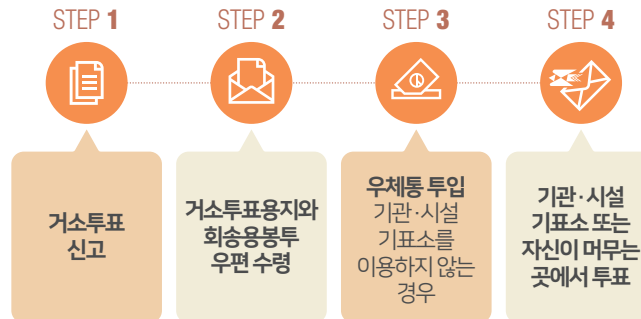 STEP 1
거소투표
신고
STEP 2
거소투표용지와
회송용봉투
우편 수령
STEP 3
우체통 투입
기관·시설
기표소를
이용하지 않는
경우
STEP 4
기관·시설
기표소 또는
자신이 머무는
곳에서 투표